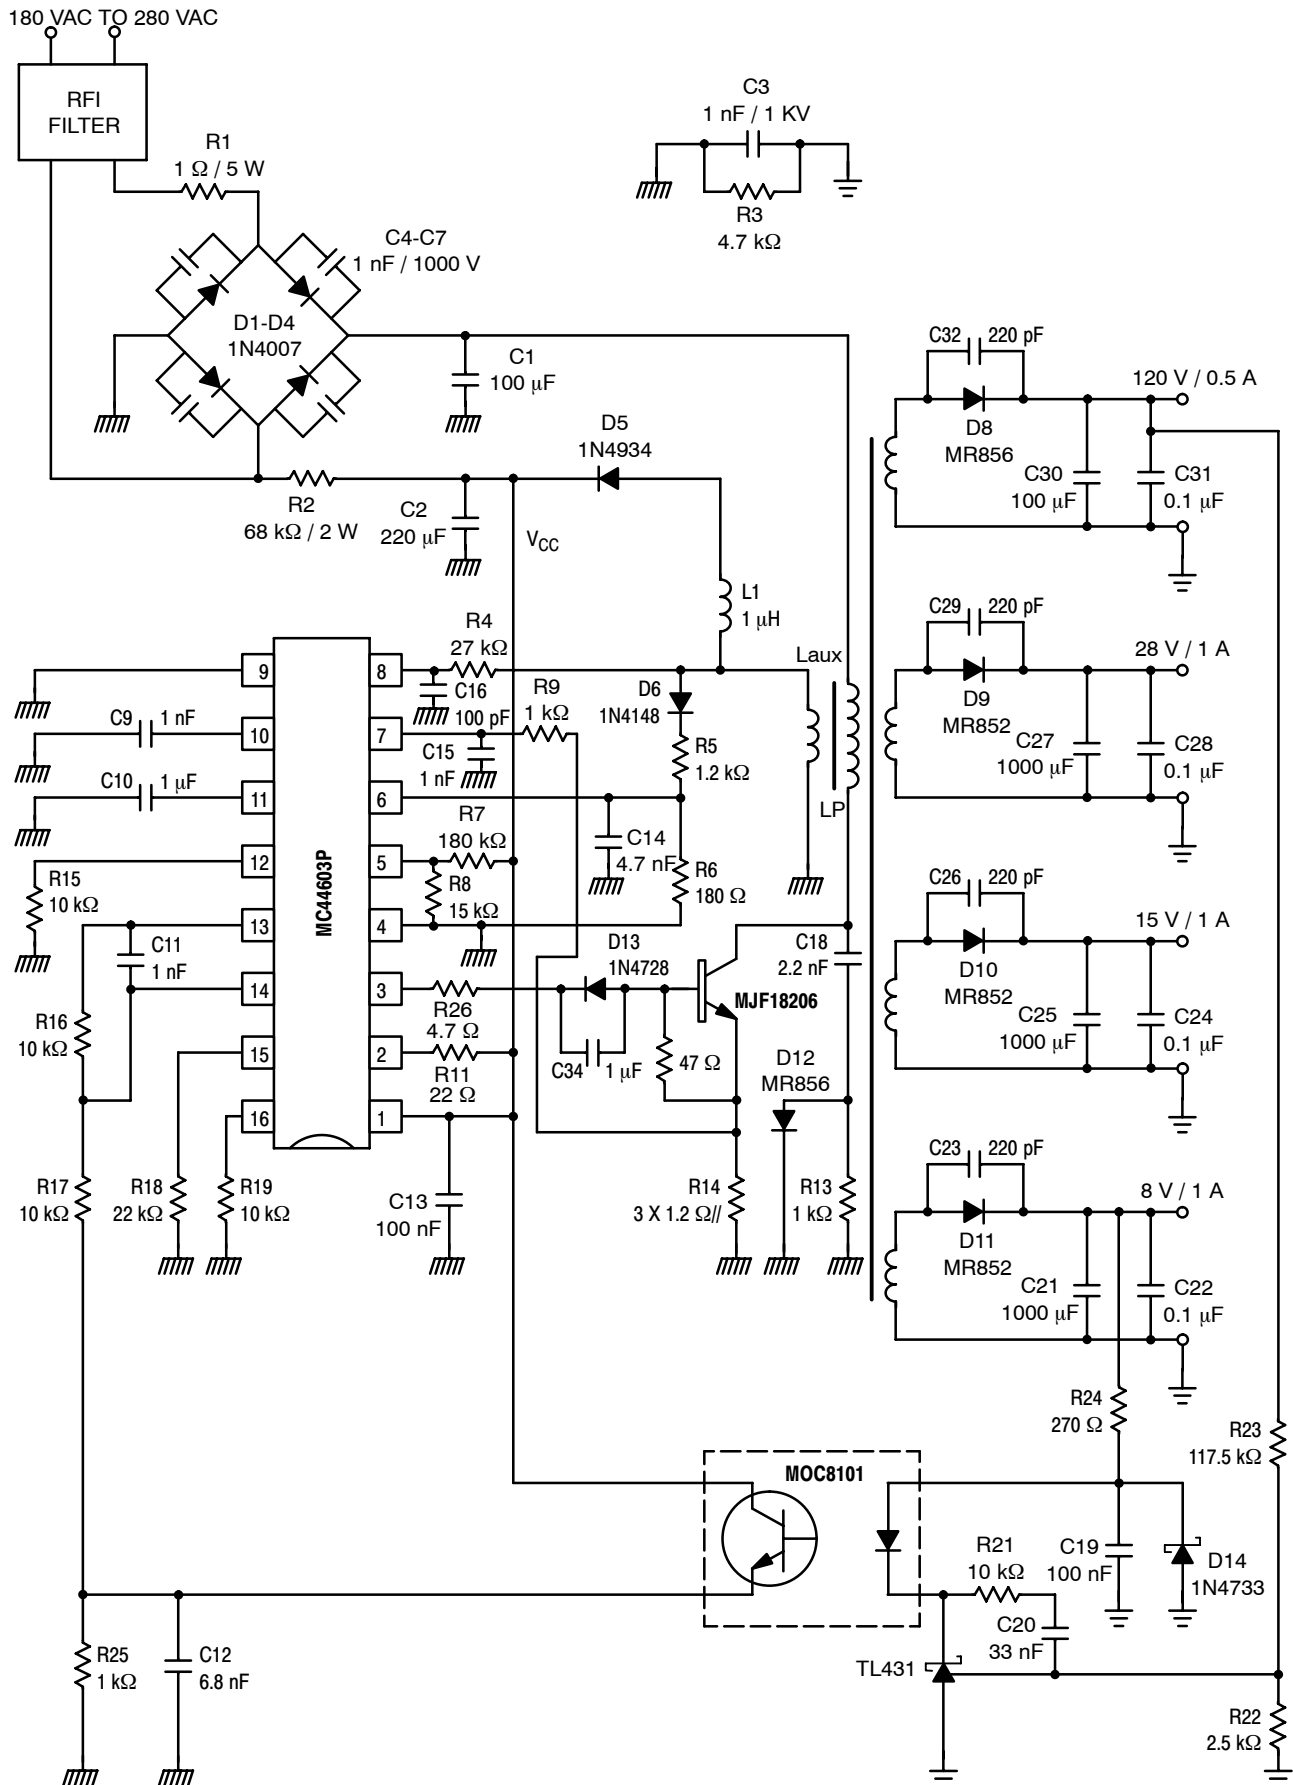 180 VAC TO 280 VAC
RFI
FILTER
R1
1 Ω / 5 W
C3
1 nF / 1 KV
R3
4.7 kΩ
C4-C7
1 nF / 1000 V
D1-D4
1N4007
C1
100 μF
D5
1N4934
R2
68 kΩ / 2 W
C2
220 μF
VCC
L1
1 μH
C32
220 pF
120 V / 0.5 A
D8
MR856
C30
100 μF
C31
0.1 μF
R4
27 kΩ
C16
100 pF
R9
1 kΩ
D6
1N4148
Laux
LP
C15
1 nF
R5
1.2 kΩ
R7
180 kΩ
C14
4.7 nF
R8
15 kΩ
R6
180 Ω
C29
220 pF
28 V / 1 A
D9
MR852
C27
1000 μF
C28
0.1 μF
MC44603P
9
10
11
12
13
14
15
16
8
7
6
5
4
3
2
1
C9
1 nF
C10
1 μF
R15
10 kΩ
C11
1 nF
R16
10 kΩ
R17
10 kΩ
R18
22 kΩ
R19
10 kΩ
D13
1N4728
R26
4.7 Ω
C34
1 μF
47 Ω
R11
22 Ω
MJF18206
C18
2.2 nF
D12
MR856
C13
100 nF
R14
3 X 1.2 Ω//
R13
1 kΩ
C26
220 pF
15 V / 1 A
D10
MR852
C25
1000 μF
C24
0.1 μF
C23
220 pF
8 V / 1 A
D11
MR852
C21
1000 μF
C22
0.1 μF
R24
270 Ω
R23
117.5 kΩ
MOC8101
R21
10 kΩ
C19
100 nF
D14
1N4733
C20
33 nF
TL431
R25
1 kΩ
C12
6.8 nF
R22
2.5 kΩ